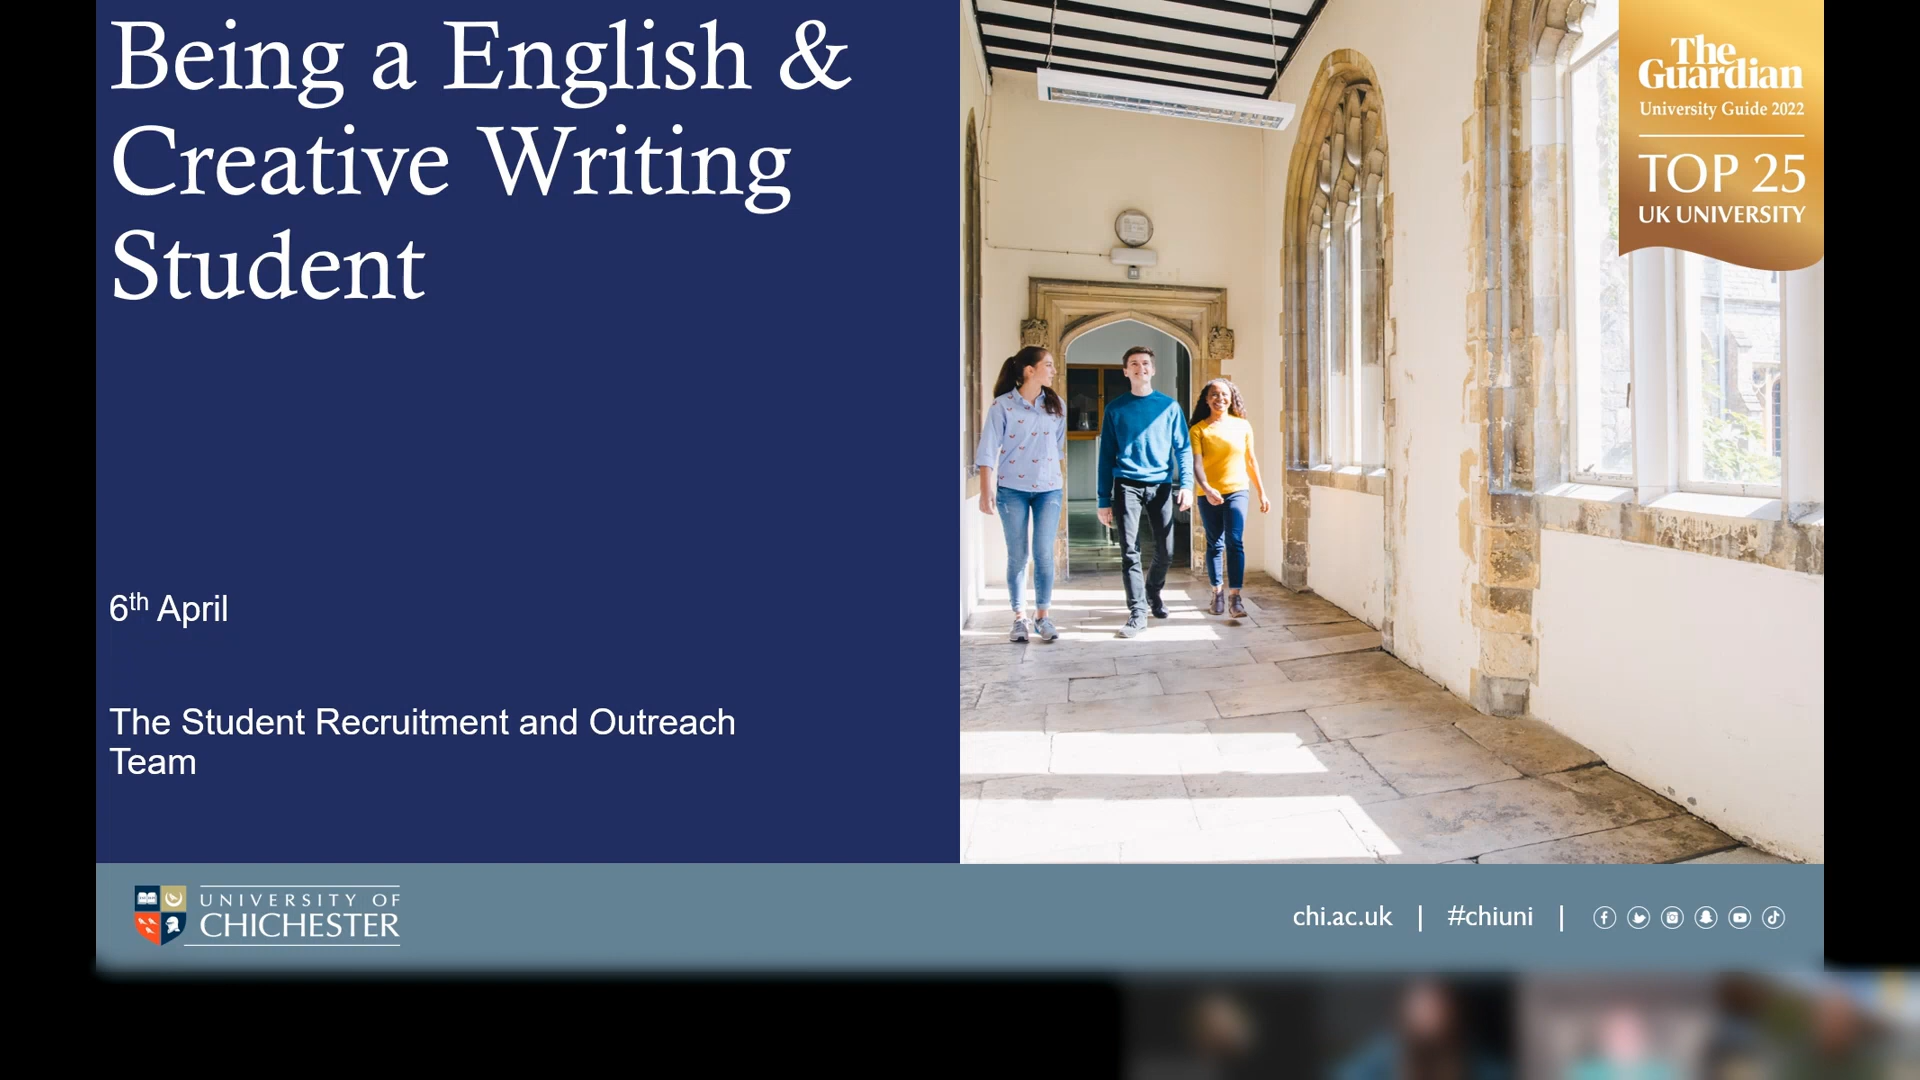 Being a English &
Creative Writing
Student
6th April
The Student Recruitment and Outreach
Team
The
Guardian
University Guide 2022
TOP 25
UK UNIVERSITY
UNIVERSITY OF
CHICHESTER
chi.ac.uk | #chiuni |